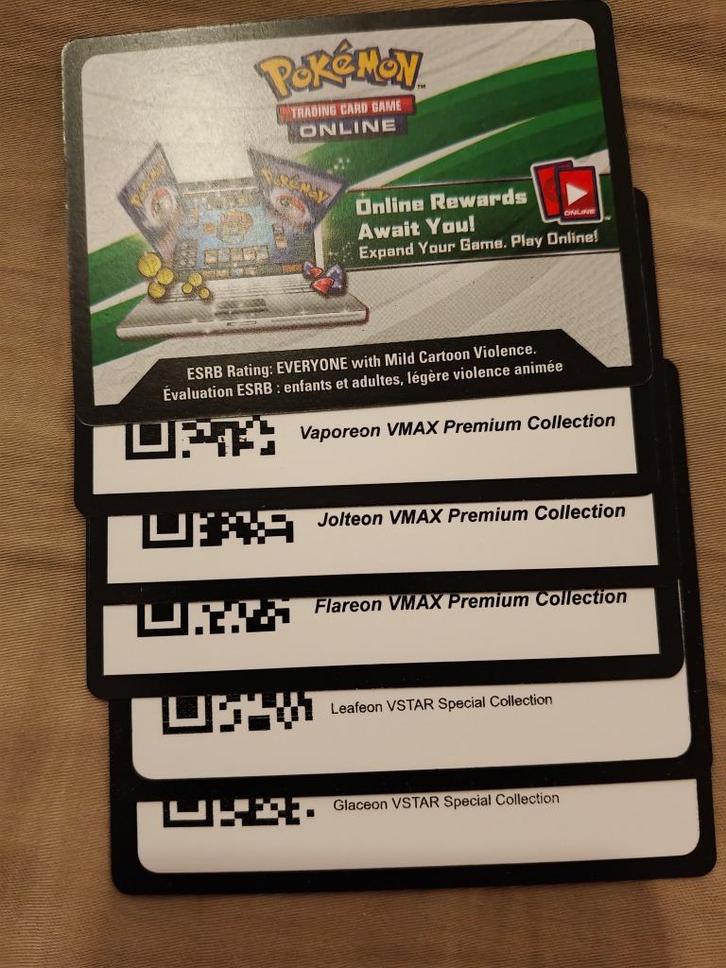 POKéMON
TRADING CARD GAME
ONLINE
Online Rewards
Await You!
Expand Your Game. Play Online!
ONLINE
ESRB Rating: EVERYONE with Mild Cartoon Violence.
Évaluation ESRB : enfants et adultes, légère violence animée
Vaporeon VMAX Premium Collection
Jolteon VMAX Premium Collection
Flareon VMAX Premium Collection
Leafeon VSTAR Special Collection
Glaceon VSTAR Special Collection